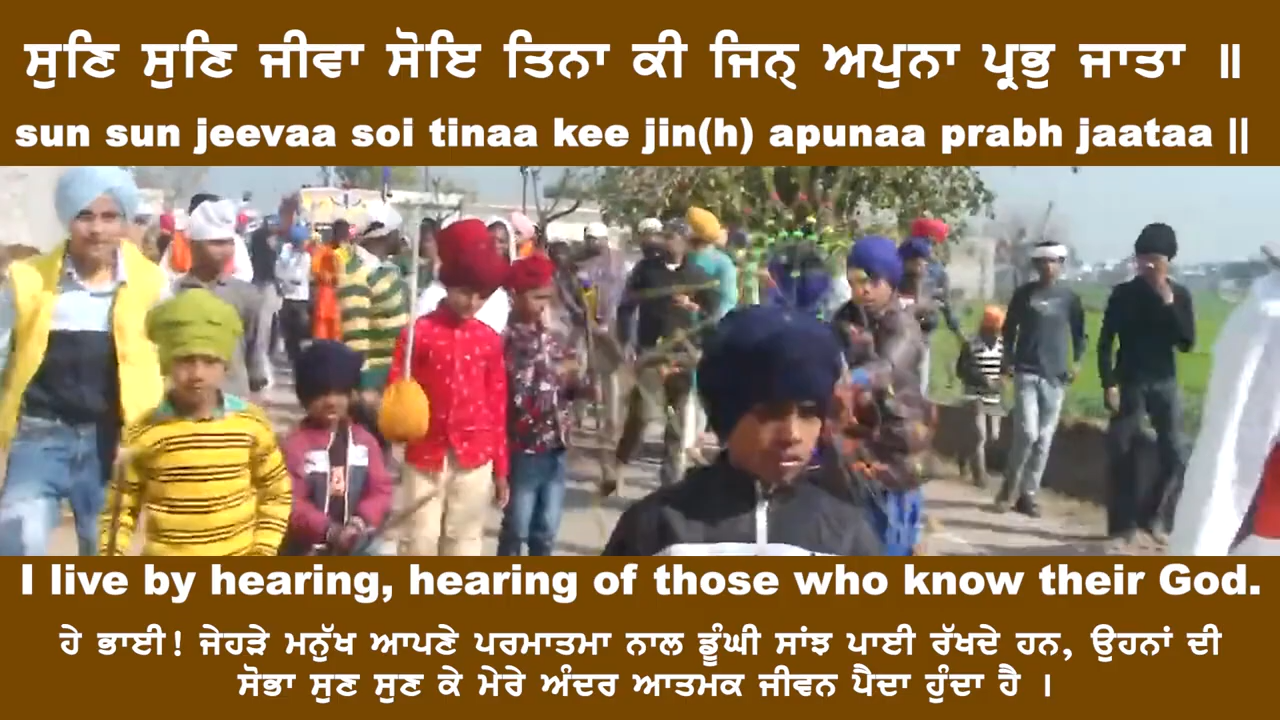 ਸੁਣਿ ਸੁਣਿ ਜੀਵਾ ਸੋਇ ਤਿਨਾ ਕੀ ਜਿਨ੍ ਅਪੁਨਾ ਪ੍ਰਭੁ ਜਾਤਾ ॥
sun sun jeevaa soi tinaa kee jin(h) apunaa prabh jaataa ||
I live by hearing, hearing of those who know their God.
ਹੇ ਭਾਈ! ਜੇਹੜੇ ਮਨੁੱਖ ਆਪਣੇ ਪਰਮਾਤਮਾ ਨਾਲ ਡੂੰਘੀ ਸਾਂਝ ਪਾਈ ਰੱਖਦੇ ਹਨ, ਉਹਨਾਂ ਦੀ
ਸੋਭਾ ਸੁਣ ਸੁਣ ਕੇ ਮੇਰੇ ਅੰਦਰ ਆਤਮਕ ਜੀਵਨ ਪੈਦਾ ਹੁੰਦਾ ਹੈ ।